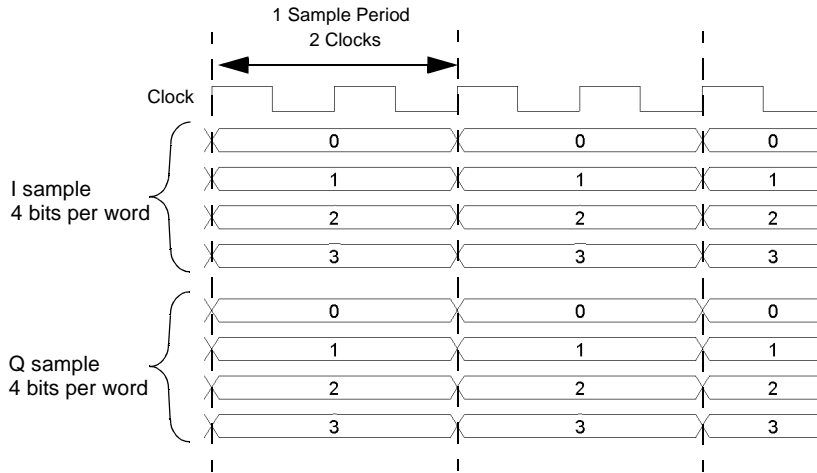 1 Sample Period
2 Clocks
Clock
0 0 0
I sample
4 bits per word
1 1 1
2 2 2
3 3 3
0 0 0
Q sample
4 bits per word
1 1 1
2 2 2
3 3 3